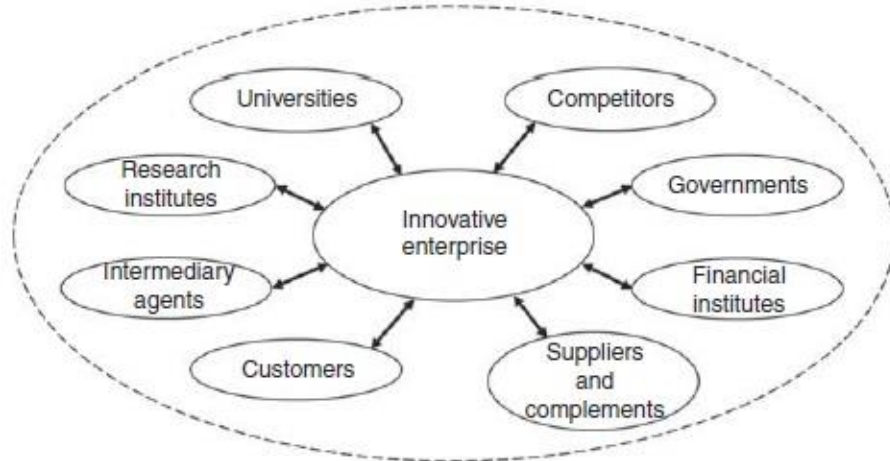 Universities
Competitors
Research
institutes
Governments
Innovative
enterprise
Intermediary
agents
Financial
institutes
Customers
Suppliers
and
complements